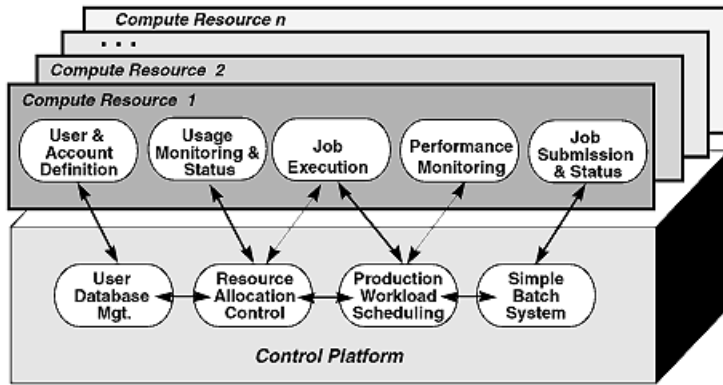 Compute Resource n
. . .
Compute Resource 2
Compute Resource 1
User &
Account
Definition
Usage
Monitoring &
Status
Job
Execution
Performance
Monitoring
Job
Submission
& Status
User
Database
Mgt.
Resource
Allocation
Control
Production
Workload
Scheduling
Simple
Batch
System
Control Platform